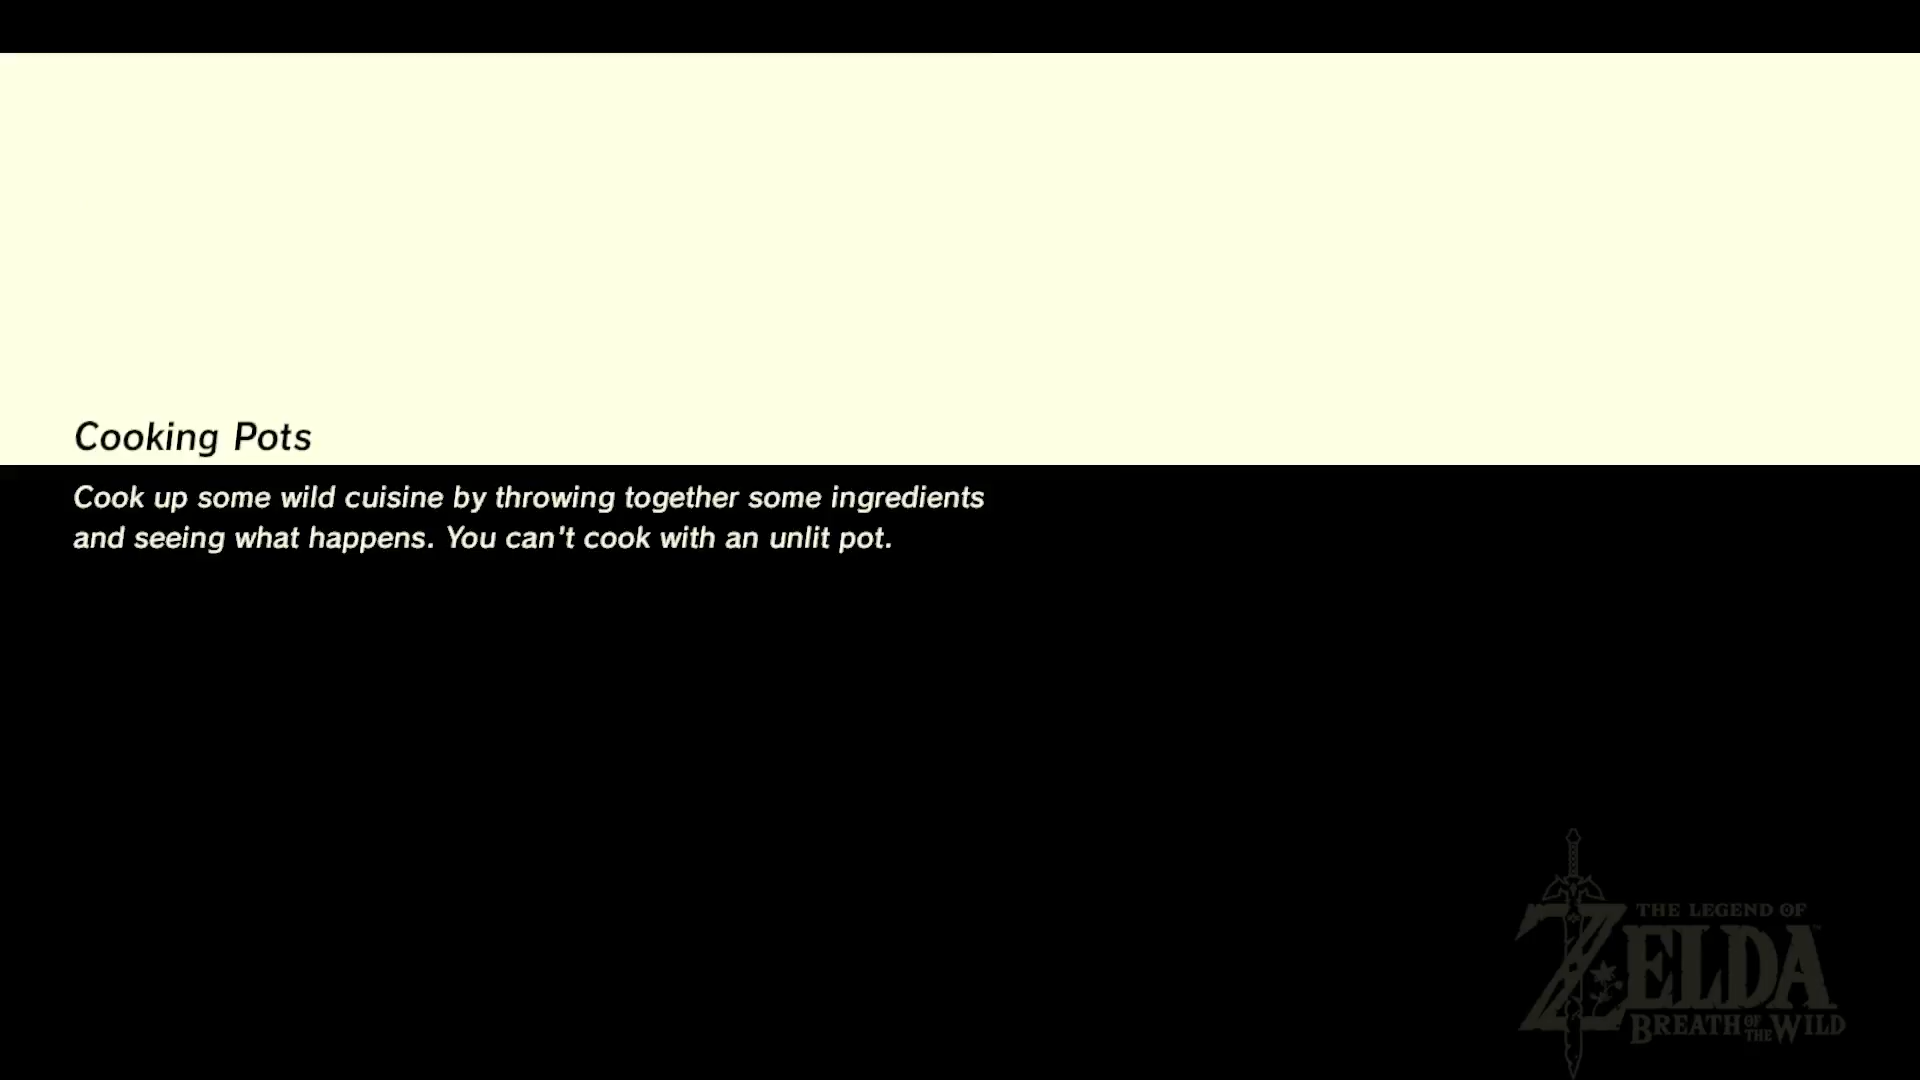 Cooking Pots
Cook up some wild cuisine by throwing together some ingredients
and seeing what happens. You can't cook with an unlit pot.
THE LEGEND OF
ZELDA
BREATH OF THE WILD